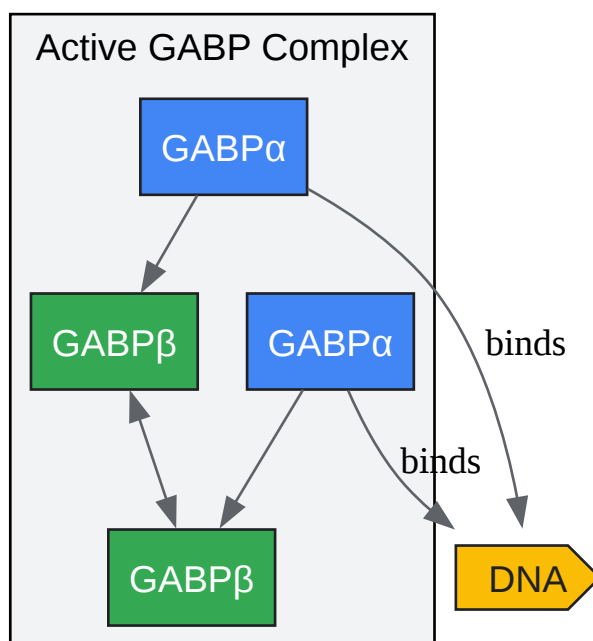 Active GABP Complex
GABPα
GABPβ
GABPα
binds
binds
GABPβ
DNA